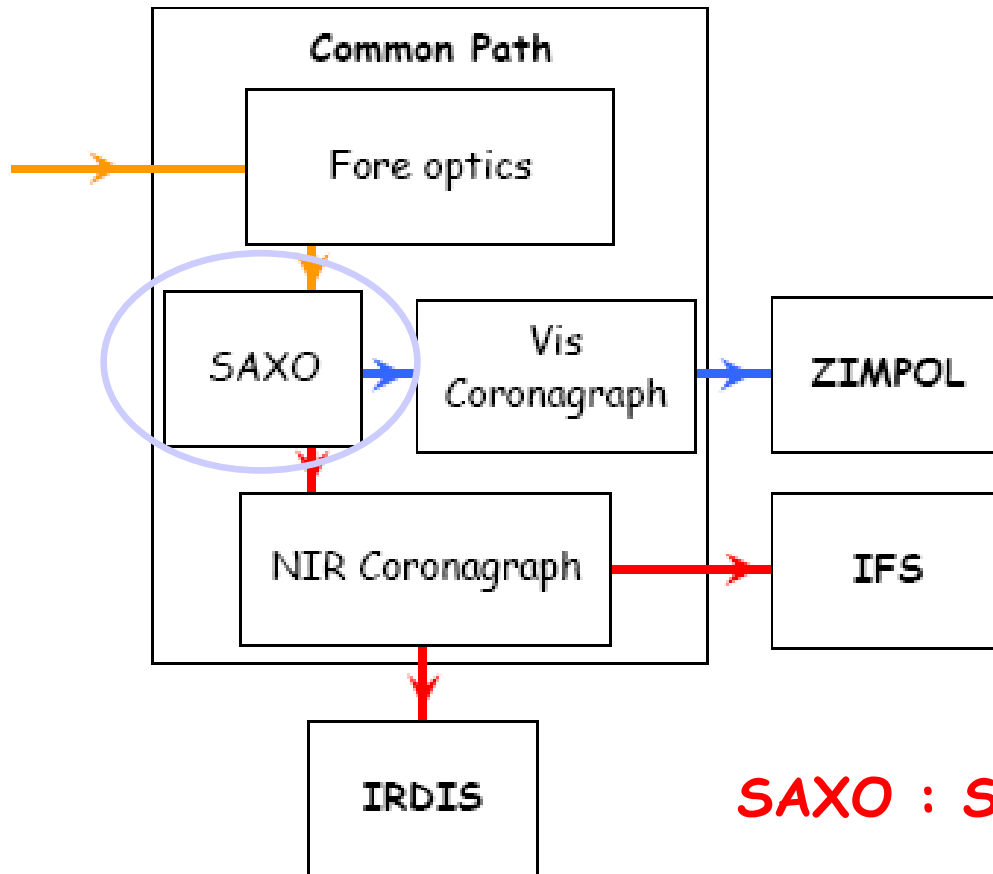 Common Path
Fore optics
SAXO
Vis
Coronagraph
ZIMPOL
NIR Coronagraph
IFS
IRDIS
SAXO : S